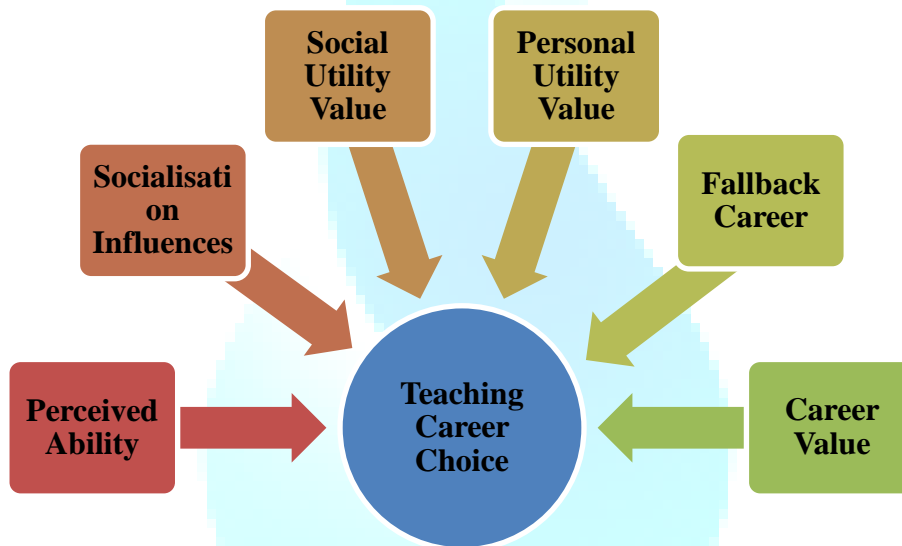 Social
Utility
Value
Personal
Utility
Value
Socialisati
on
Influences
Fallback
Career
Perceived
Ability
Teaching
Career
Choice
Career
Value